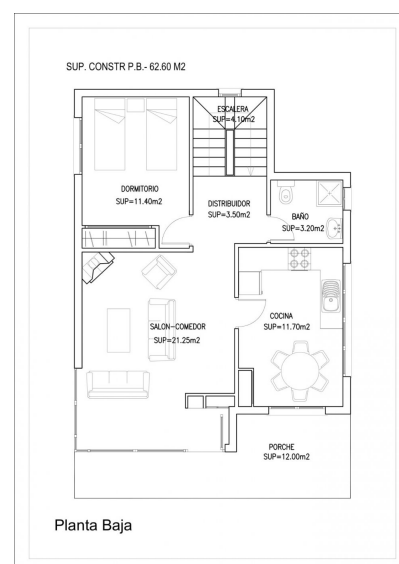 SUP. CONSTR P.B.- 62.60 M2
ESCALERA
SUP=4.10m2
DORMITORIO
SUP=11.40m2
DISTRIBUIDOR
SUP=3.50m2
BAÑO
SUP=3.20m2
SALON-COMEDOR
SUP=21.25m2
COCINA
SUP=11.70m2
PORCHE
SUP=12.00m2
Planta Baja